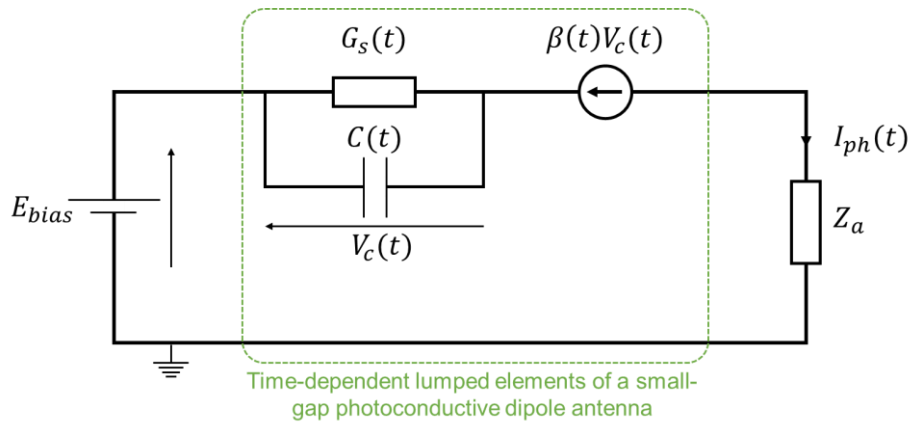 G_s(t)
β(t)V_c(t)
C(t)
I_ph(t)
E_bias
V_c(t)
Z_a
Time-dependent lumped elements of a small-
gap photoconductive dipole antenna